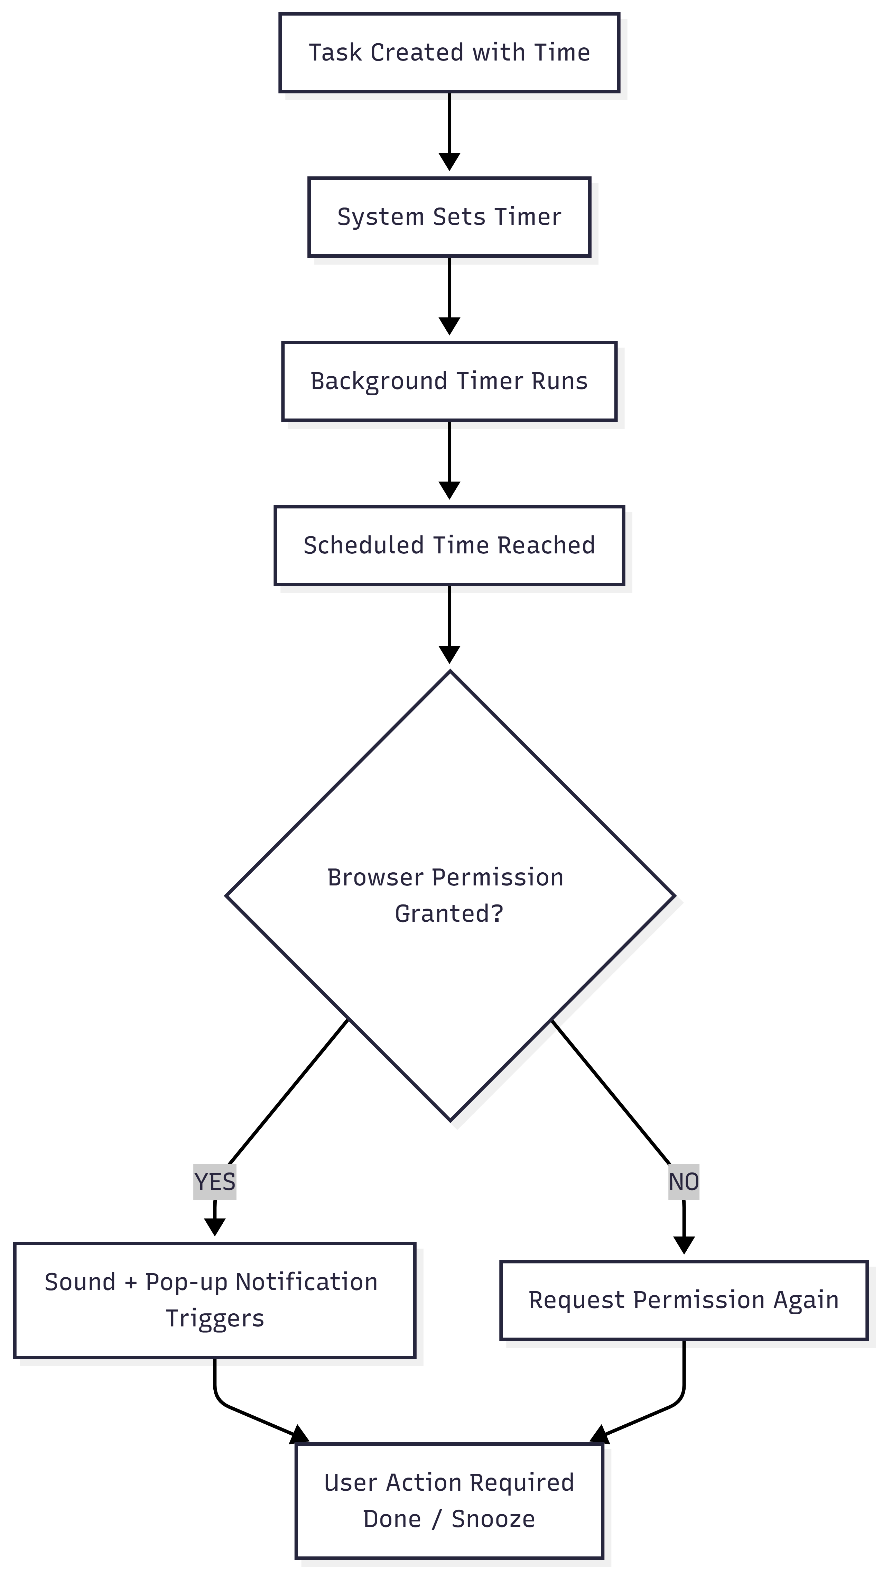 Task Created with Time
System Sets Timer
Background Timer Runs
Scheduled Time Reached
Browser Permission
Granted?
YES
NO
Sound + Pop-up Notification
Triggers
Request Permission Again
User Action Required
Done / Snooze